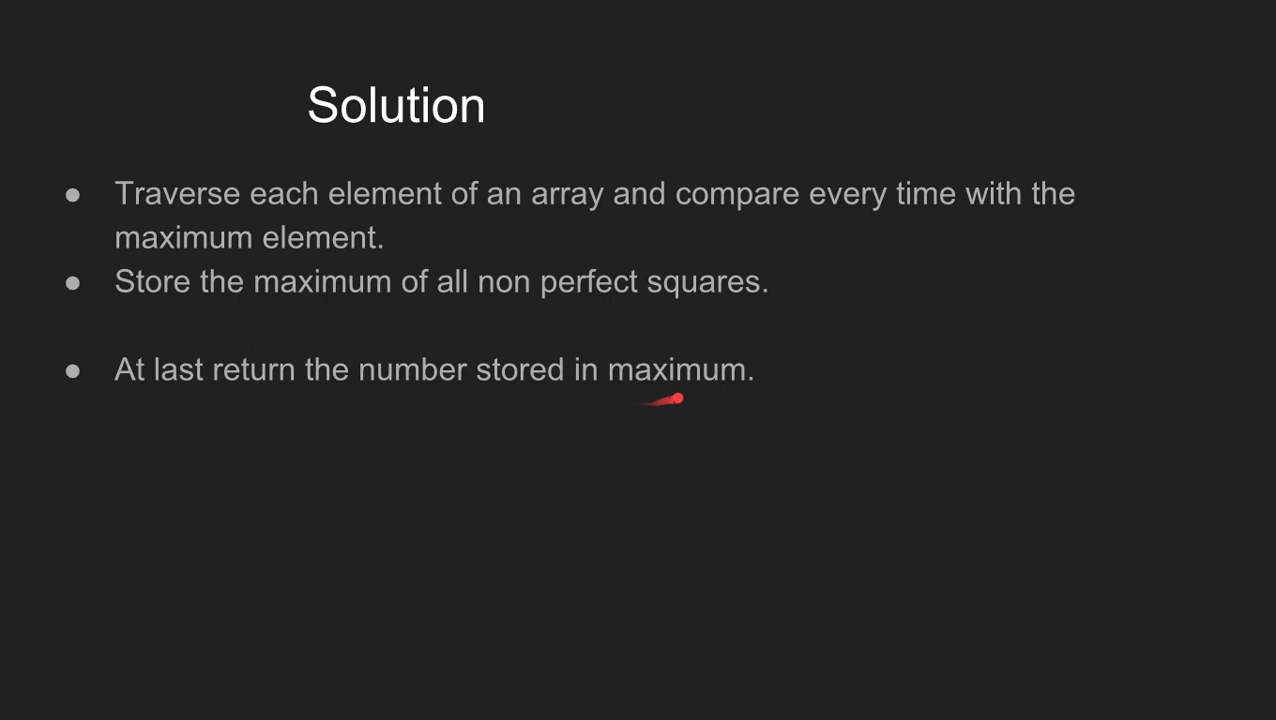 Solution
● Traverse each element of an array and compare every time with the
maximum element.
● Store the maximum of all non perfect squares.
● At last return the number stored in maximum.